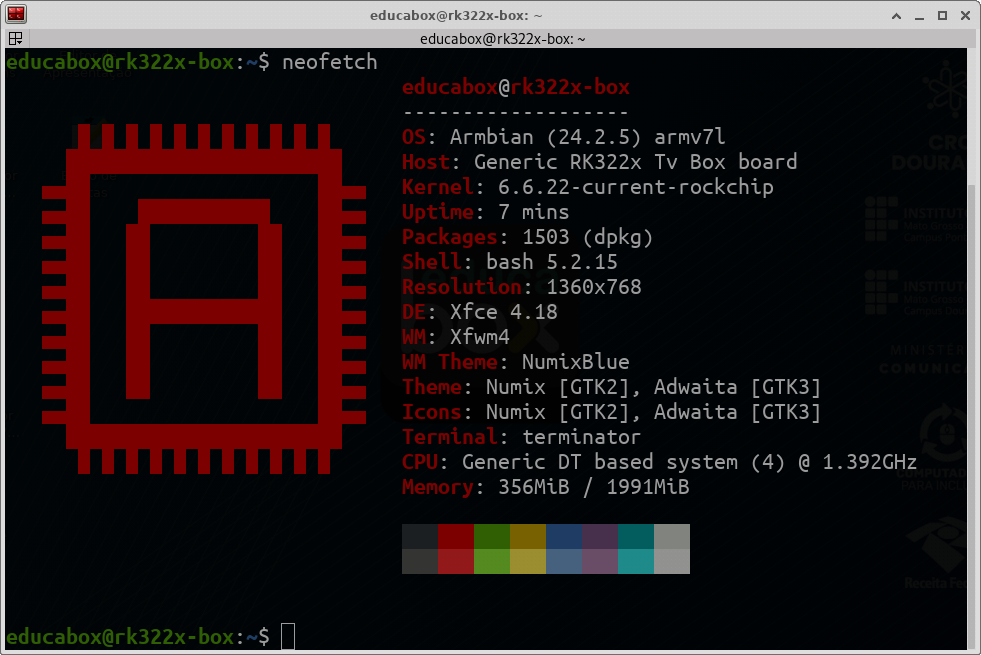 educabox@rk322x-box: ~
educabox@rk322x-box: ~
educabox@rk322x-box:~$ neofetch
educabox@rk322x-box
-------------------
OS: Armbian (24.2.5) armv7l
Host: Generic RK322x Tv Box board
Kernel: 6.6.22-current-rockchip
Uptime: 7 mins
Packages: 1503 (dpkg)
Shell: bash 5.2.15
Resolution: 1360x768
DE: Xfce 4.18
WM: Xfwm4
WM Theme: NumixBlue
Theme: Numix [GTK2], Adwaita [GTK3]
Icons: Numix [GTK2], Adwaita [GTK3]
Terminal: terminator
CPU: Generic DT based system (4) @ 1.392GHz
Memory: 356MiB / 1991MiB
educabox@rk322x-box:~$